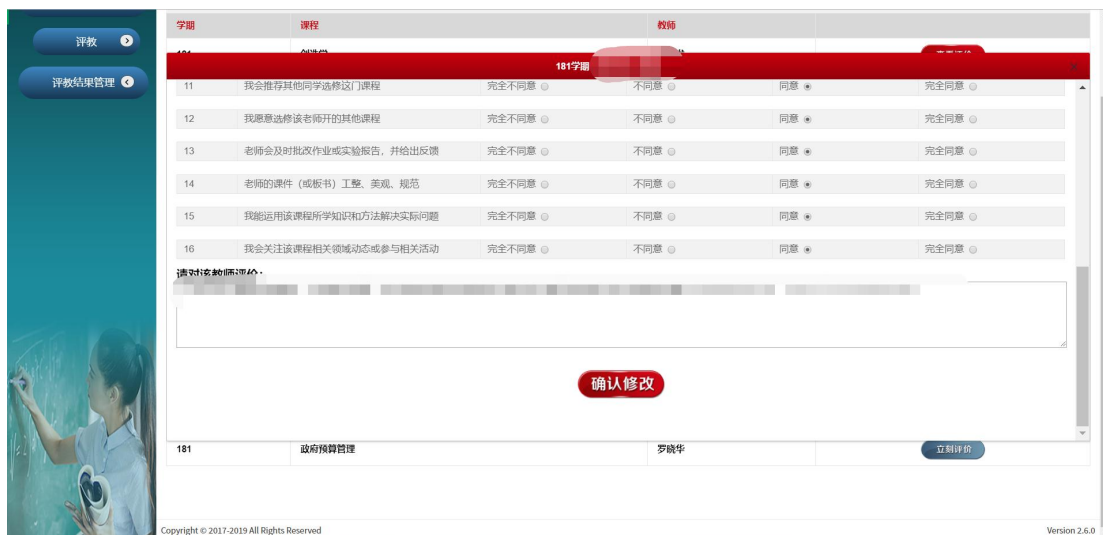 评教
评教结果管理
学期 课程 教师
181学期
11 我会推荐其他同学选修这门课程 完全不同意 不同意 同意 完全同意
12 我愿意选修该老师开的其他课程 完全不同意 不同意 同意 完全同意
13 老师会及时批改作业或实验报告，并给出反馈 完全不同意 不同意 同意 完全同意
14 老师的课件（或板书）工整、美观、规范 完全不同意 不同意 同意 完全同意
15 我能运用该课程所学知识和方法解决实际问题 完全不同意 不同意 同意 完全同意
16 我会关注该课程相关领域动态或参与相关活动 完全不同意 不同意 同意 完全同意
请对该教师评价：
确认修改
181 政府预算管理 罗晓华 立刻评价
Copyright © 2017-2019 All Rights Reserved Version 2.6.0